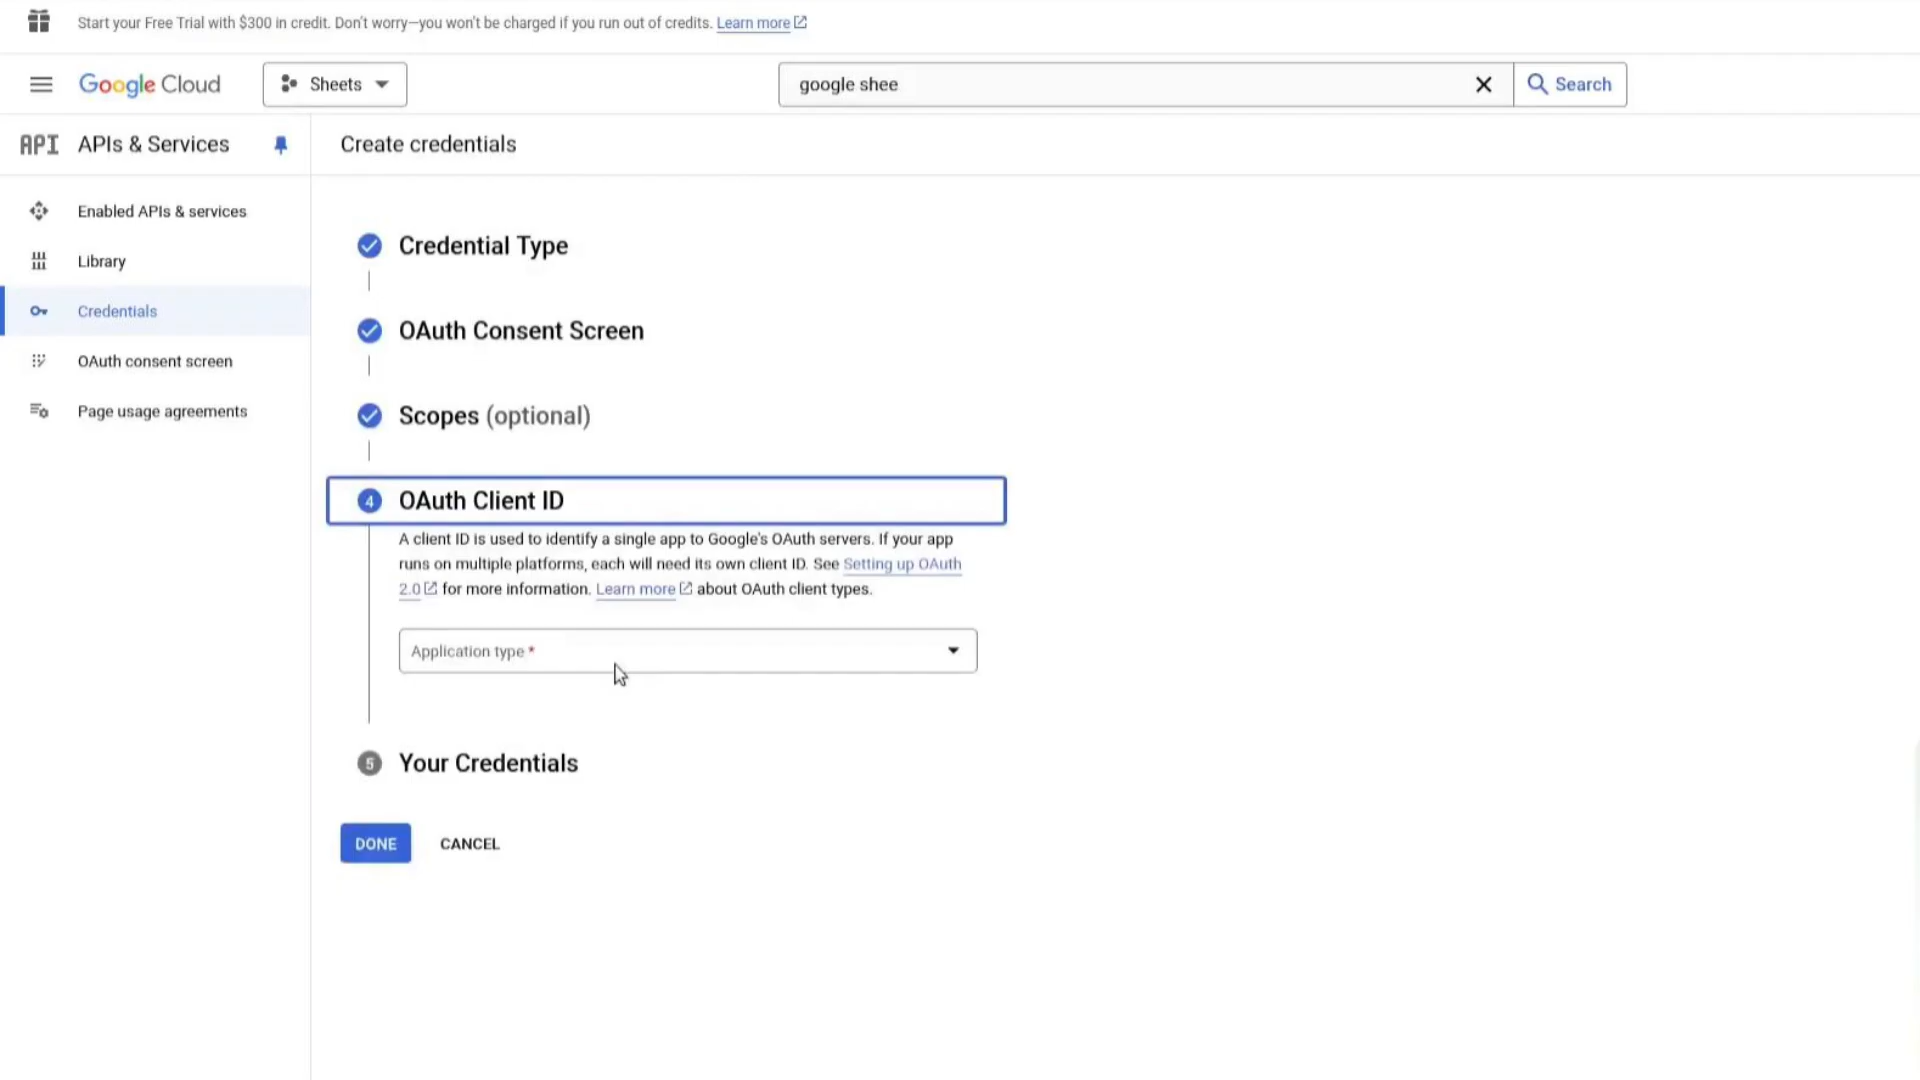 Start your Free Trial with $300 in credit. Don't worry—you won't be charged if you run out of credits. Learn more
Google Cloud
Sheets
google shee
Search
API APIs & Services
Create credentials
Enabled APIs & services
Library
Credentials
OAuth consent screen
Page usage agreements
Credential Type
OAuth Consent Screen
Scopes (optional)
4 OAuth Client ID
A client ID is used to identify a single app to Google's OAuth servers. If your app
runs on multiple platforms, each will need its own client ID. See Setting up OAuth
2.0 for more information. Learn more about OAuth client types.
Application type *
5 Your Credentials
DONE CANCEL